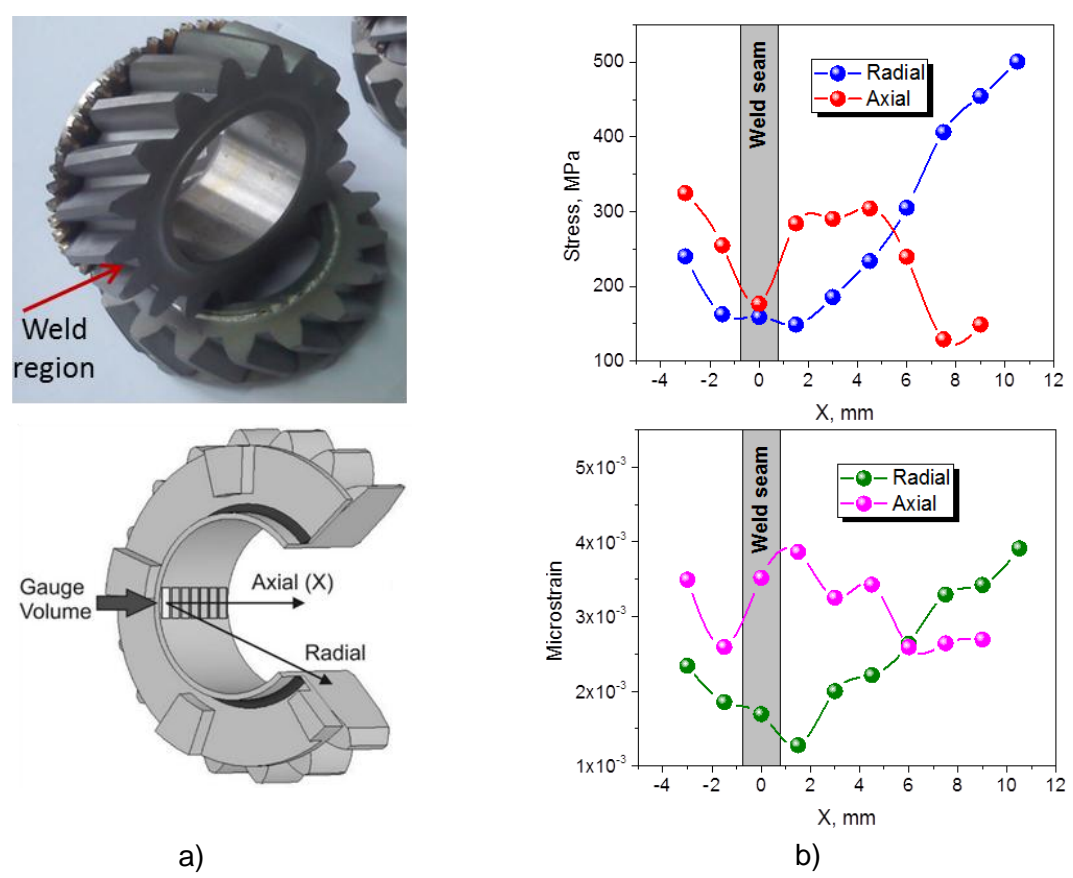 Weld
region
Gauge
Volume
Axial (X)
Radial
a)
Stress, MPa
500
400
300
200
100
Weld seam
Radial
Axial
-4 -2 0 2 4 6 8 10 12
X, mm
Microstrain
5x10⁻³
4x10⁻³
3x10⁻³
2x10⁻³
1x10⁻³
Weld seam
Radial
Axial
-4 -2 0 2 4 6 8 10 12
X, mm
b)